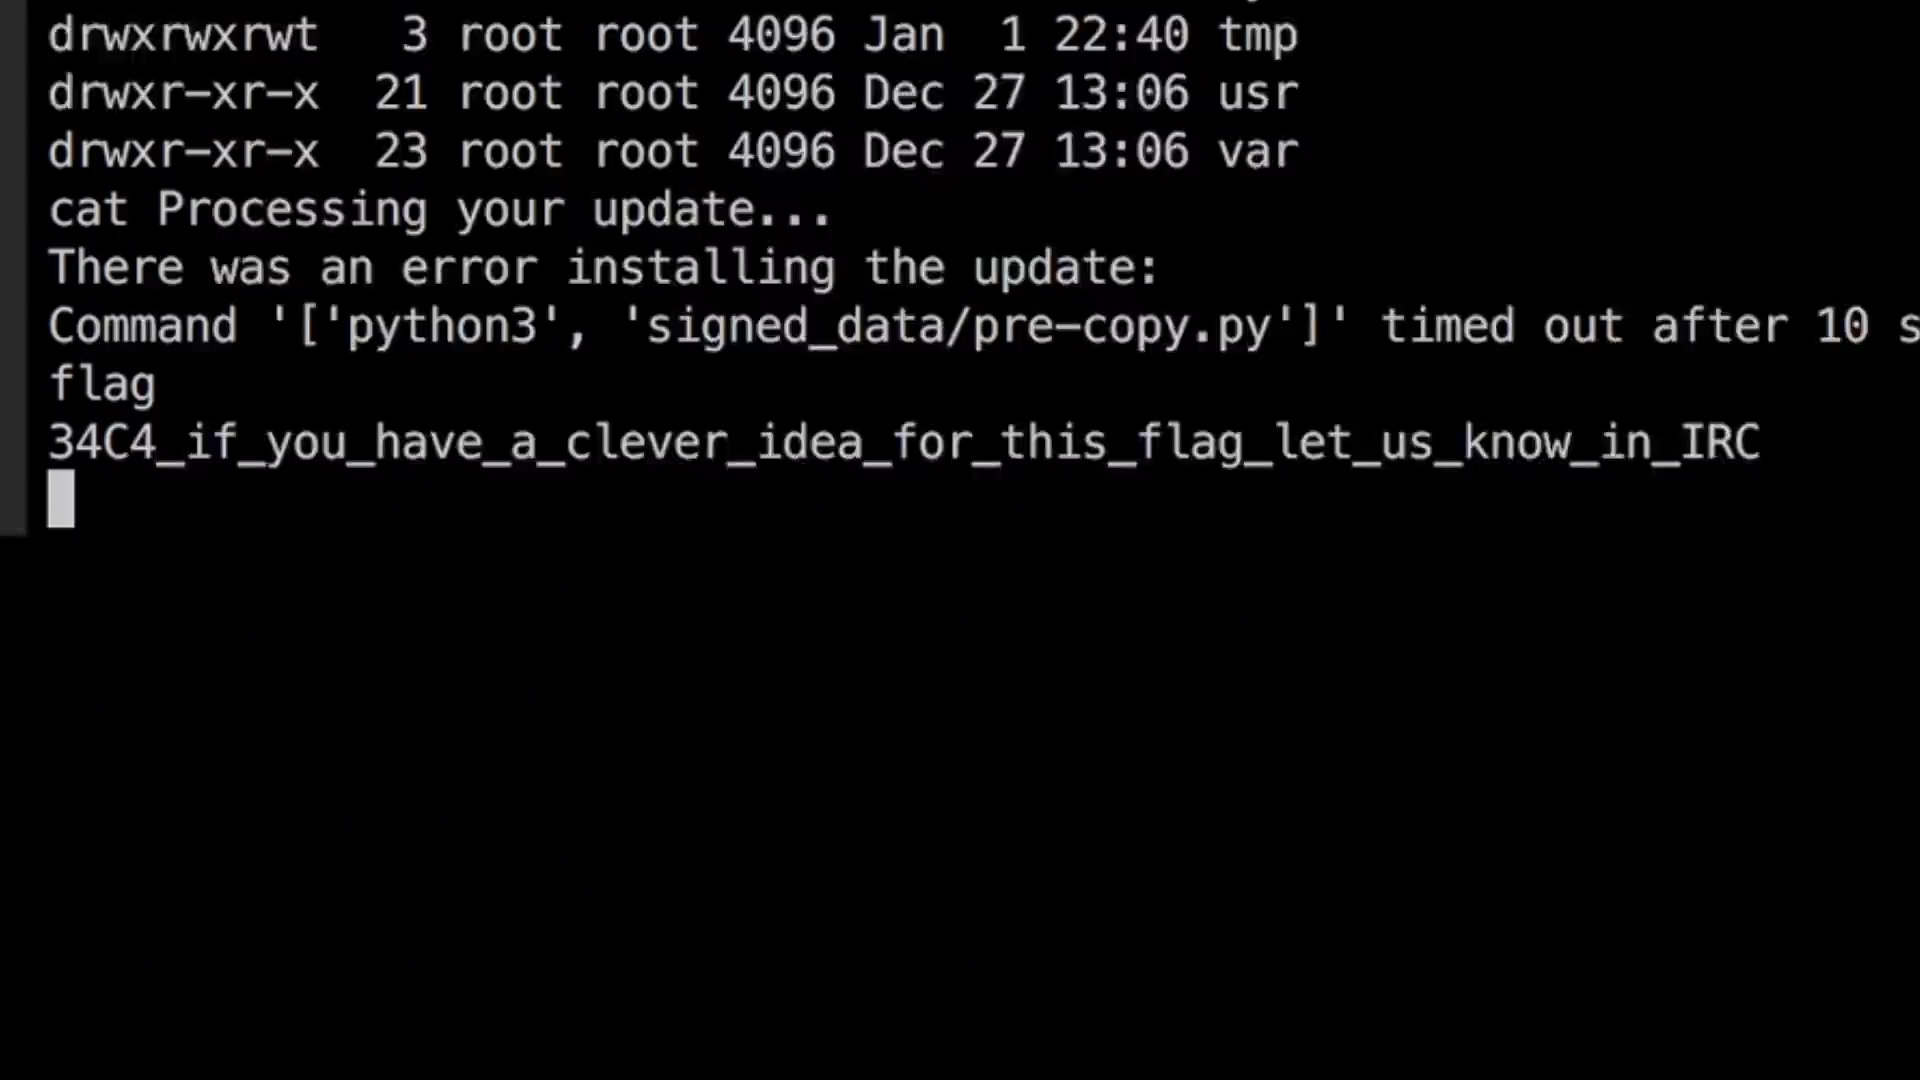 drwxrwxrwt   3 root root 4096 Jan  1 22:40 tmp
drwxr-xr-x  21 root root 4096 Dec 27 13:06 usr
drwxr-xr-x  23 root root 4096 Dec 27 13:06 var
cat Processing your update...
There was an error installing the update:
Command '['python3', 'signed_data/pre-copy.py']' timed out after 10 s
flag
34C4_if_you_have_a_clever_idea_for_this_flag_let_us_know_in_IRC